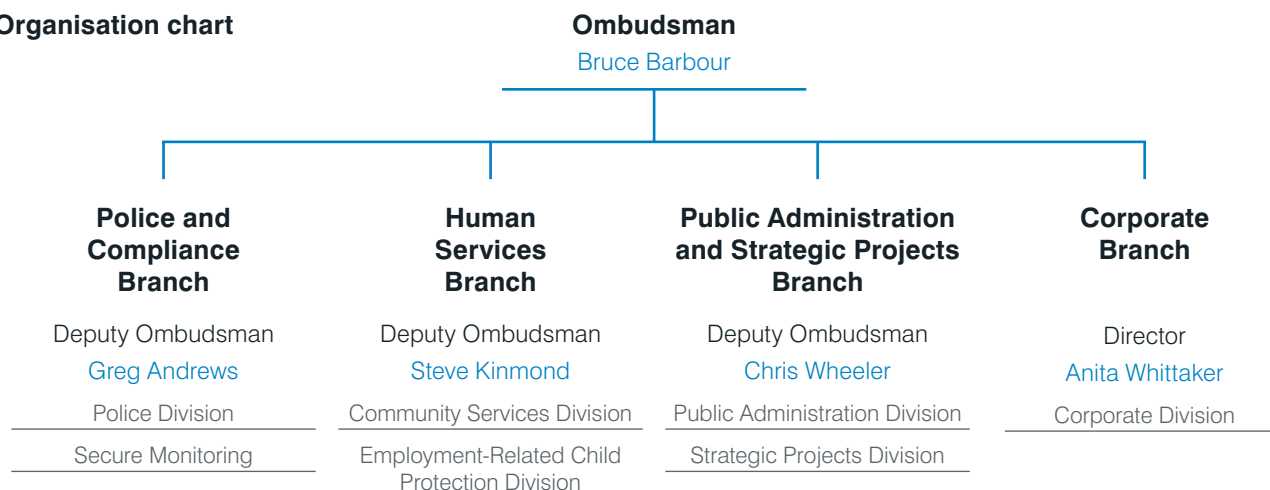 Organisation chart
Ombudsman
Bruce Barbour
Police and
Compliance
Branch
Deputy Ombudsman
Greg Andrews
Police Division
Secure Monitoring
Human
Services
Branch
Deputy Ombudsman
Steve Kinmond
Community Services Division
Employment-Related Child
Protection Division
Public Administration
and Strategic Projects
Branch
Deputy Ombudsman
Chris Wheeler
Public Administration Division
Strategic Projects Division
Corporate
Branch
Director
Anita Whittaker
Corporate Division